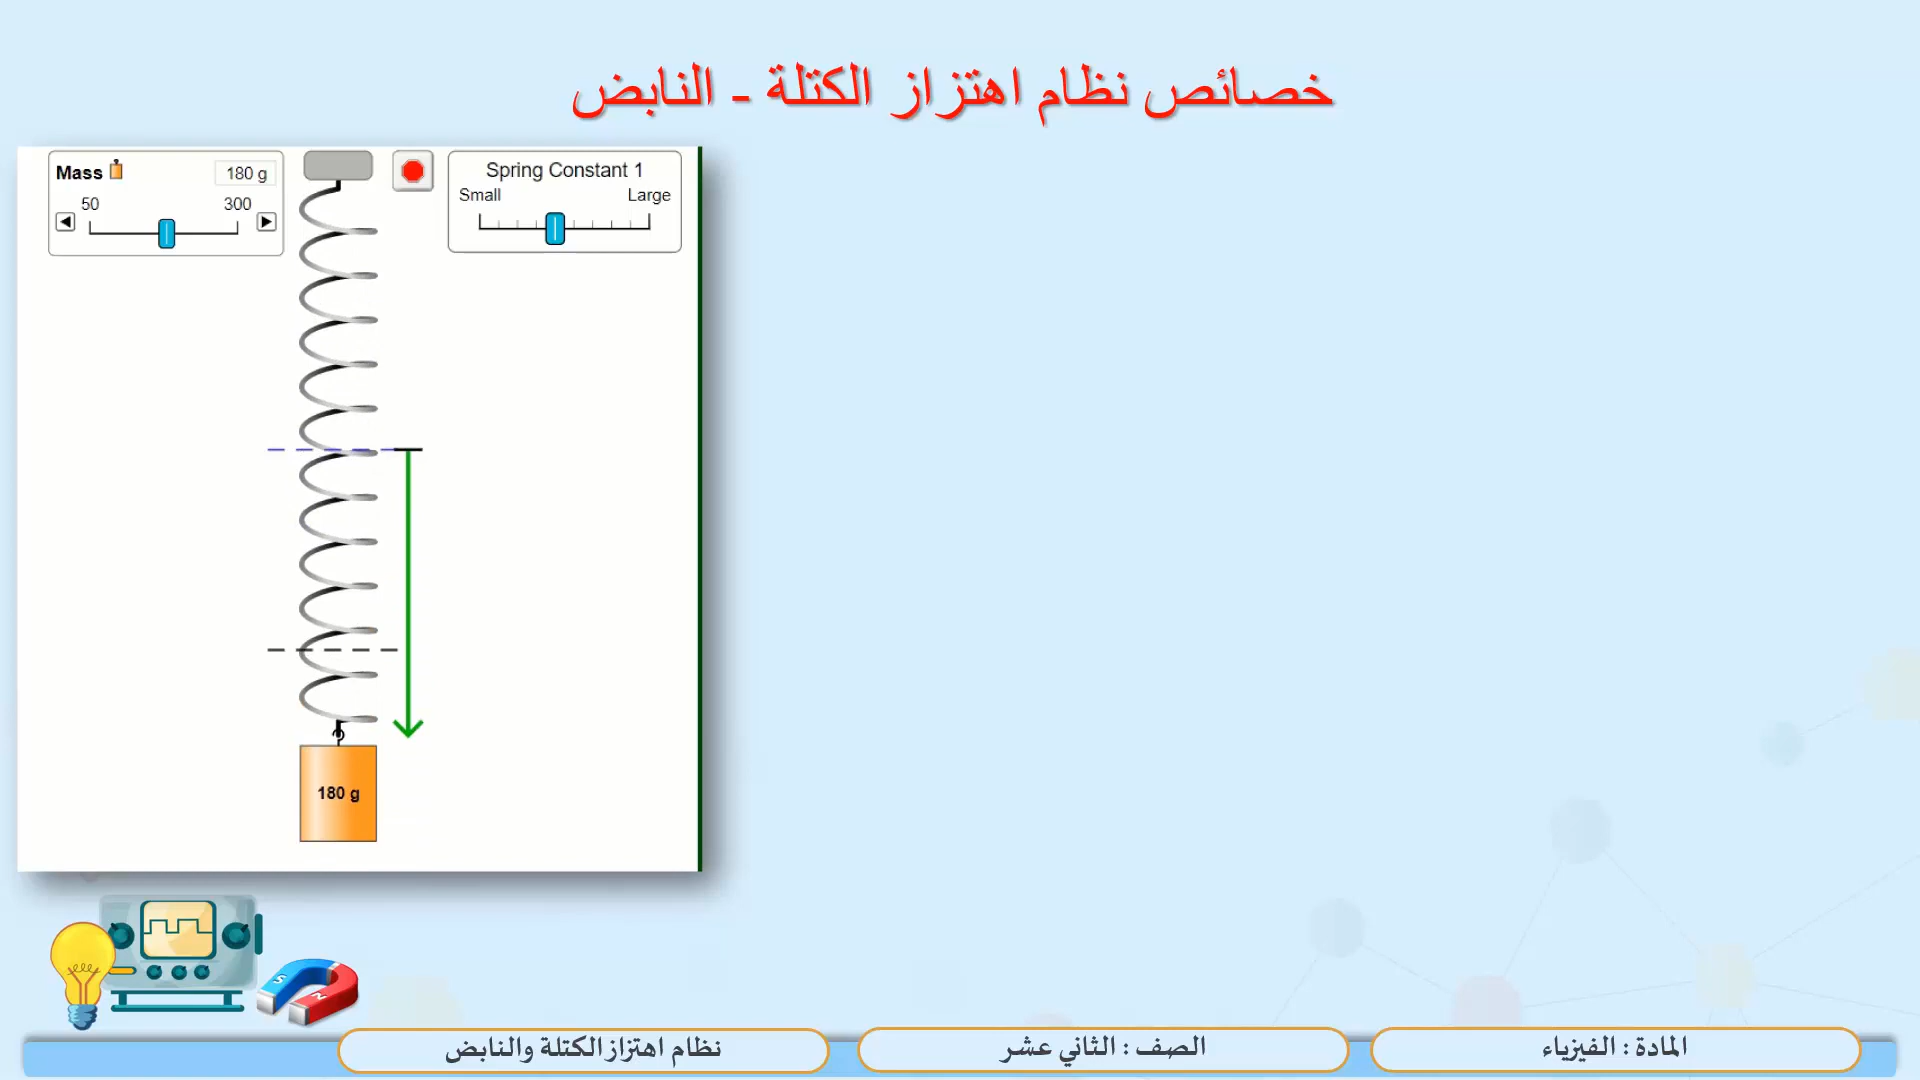 خصائص نظام اهتزاز الكتلة - النابض
Mass 180 g
50 300
Spring Constant 1
Small Large
180 g
S
N
المادة : الفيزياء
الصف : الثاني عشر
نظام اهتزاز الكتلة والنابض